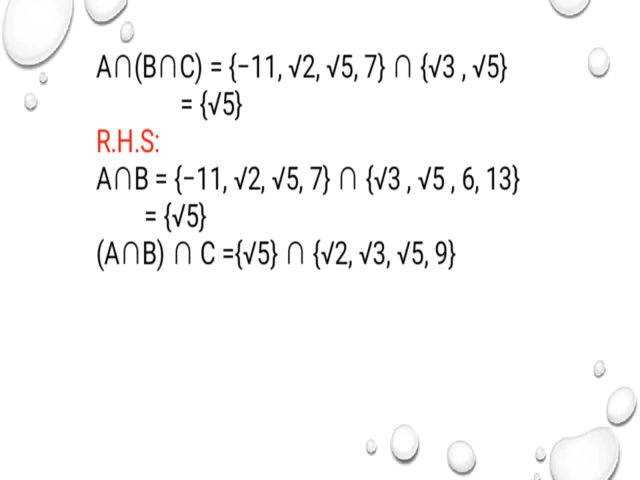 A∩(B∩C) = {−11, √2, √5, 7} ∩ {√3 , √5}
= {√5}
R.H.S:
A∩B = {−11, √2, √5, 7} ∩ {√3 , √5 , 6, 13}
= {√5}
(A∩B) ∩ C ={√5} ∩ {√2, √3, √5, 9}